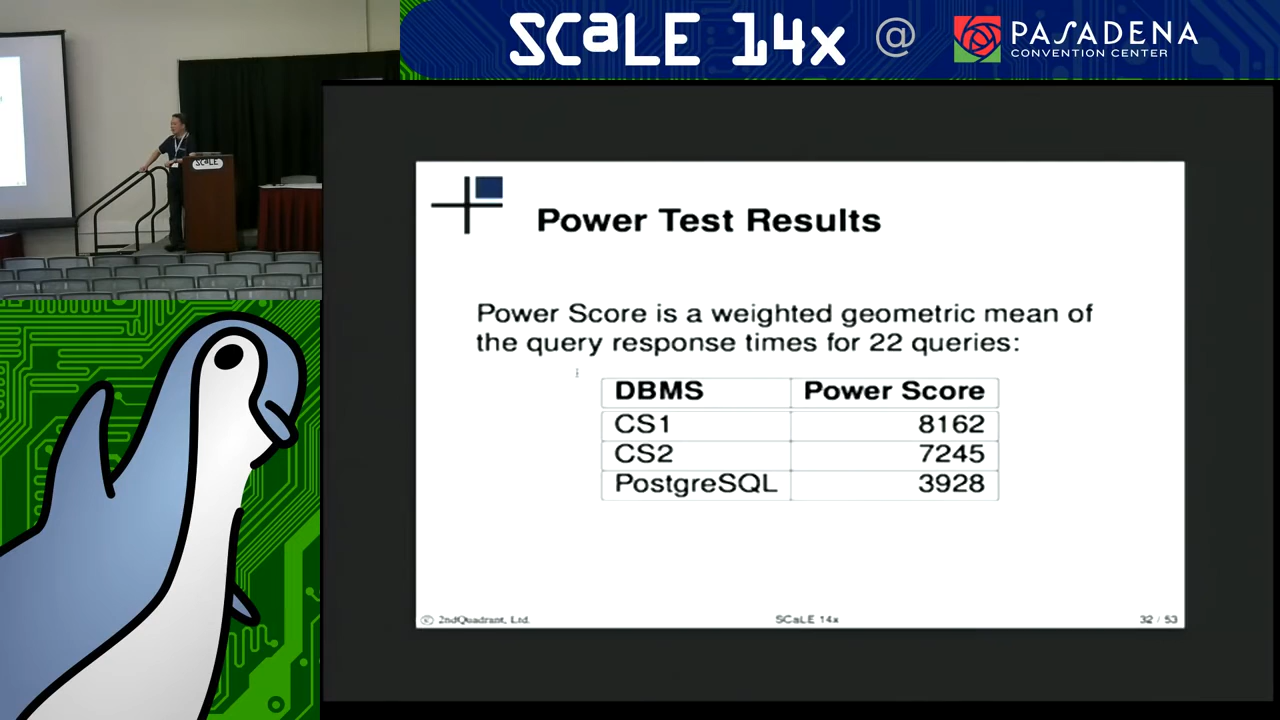 SCaLE 14x @ PASADENA
CONVENTION CENTER
SCaLE
Power Test Results
Power Score is a weighted geometric mean of
the query response times for 22 queries:
DBMS Power Score
CS1 8162
CS2 7245
PostgreSQL 3928
© 2ndQuadrant, Ltd. SCaLE 14x 32 / 53